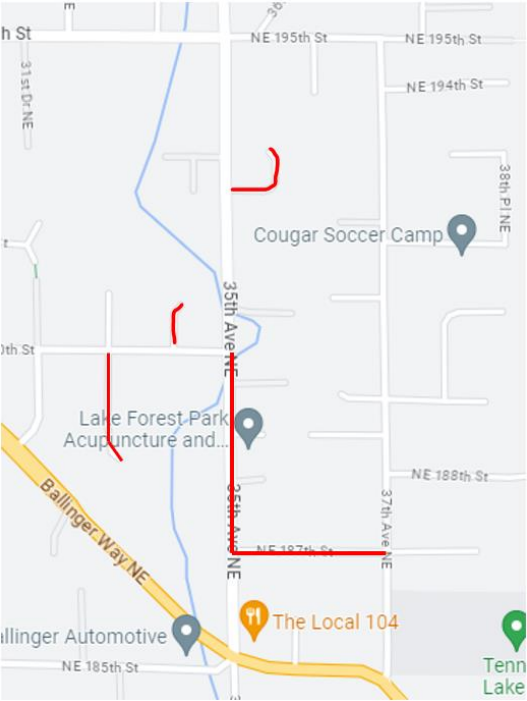 E
36
h St
NE 195th St
NE 195th St
31st Dr NE
NE 194th St
38th Pl NE
t
Cougar Soccer Camp
35th Ave NE
0th St
Lake Forest Park
Acupuncture and...
NE 188th St
Ballinger Way NE
35th Ave NE
37th Ave NE
NE 187th St
The Local 104
allinger Automotive
NE 185th St
Tenn
Lake
3